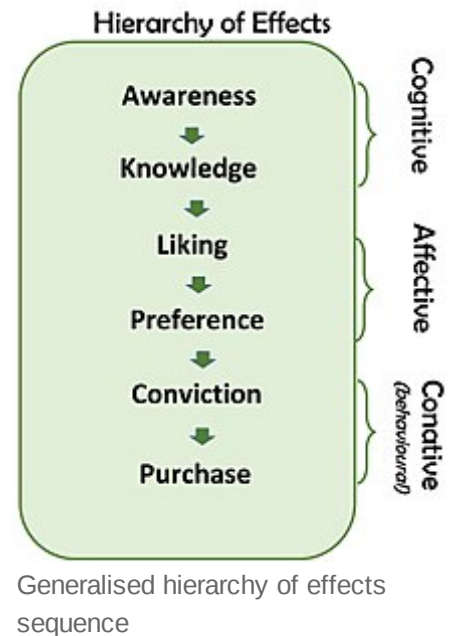 Hierarchy of Effects
Awareness
Knowledge
Liking
Preference
Conviction
Purchase
Cognitive
Affective
Conative
(behavioural)
Generalised hierarchy of effects
sequence